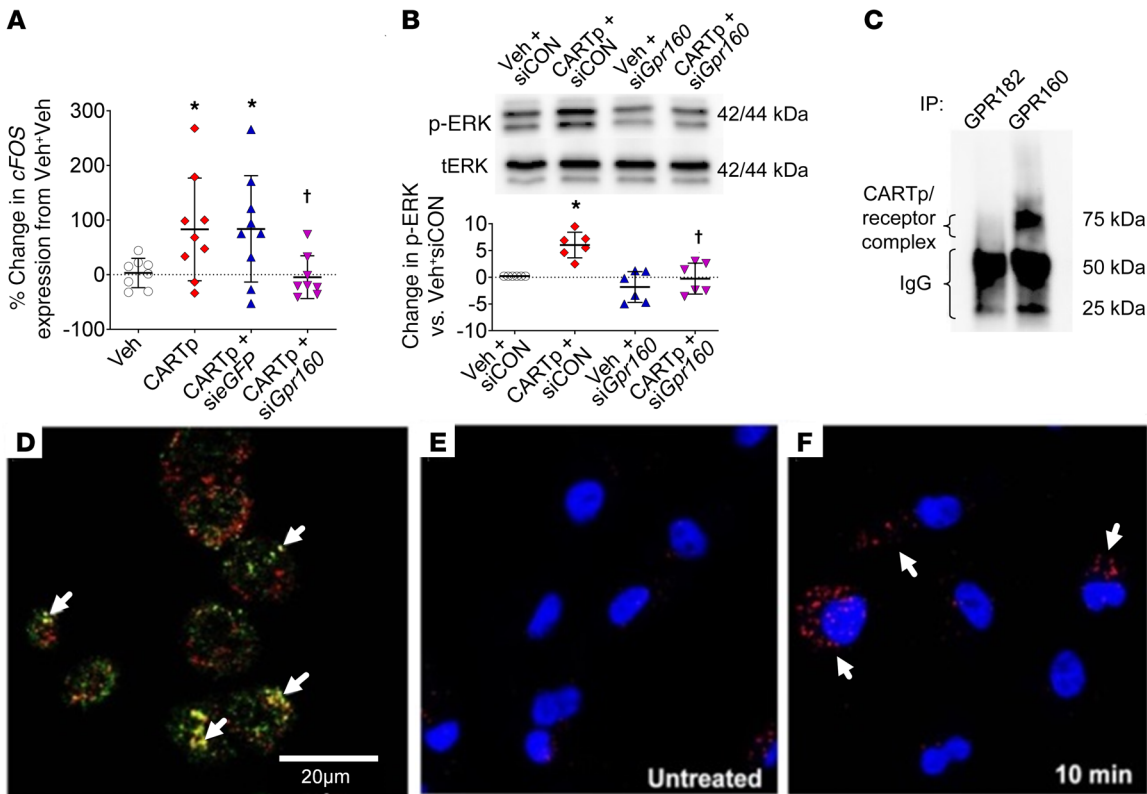 A
% Change in cFOS
expression from Veh+Veh
300
200
100
0
-100
*
*
†
Veh
CARTp
CARTp +
sieGFP
CARTp +
siGpr160
B
Veh +
siCON
CARTp +
siCON
Veh +
siGpr160
CARTp +
siGpr160
p-ERK
42/44 kDa
tERK
42/44 kDa
Change in p-ERK
vs. Veh+siCON
10
5
0
-5
-10
*
†
Veh +
siCON
CARTp +
siCON
Veh +
siGpr160
CARTp +
siGpr160
C
IP:
GPR182
GPR160
CARTp/
receptor
complex
IgG
75 kDa
50 kDa
25 kDa
D
20μm
E
Untreated
F
10 min